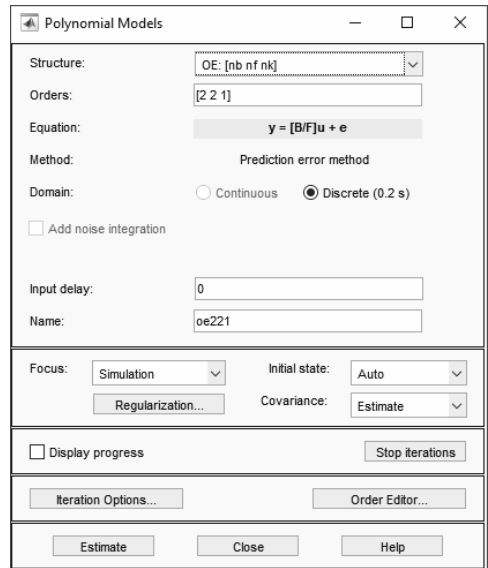 Polynomial Models
Structure: OE: [nb nf nk]
Orders: [2 2 1]
Equation: y = [B/F]u + e
Method: Prediction error method
Domain: Continuous Discrete (0.2 s)
Add noise integration
Input delay: 0
Name: oe221
Focus: Simulation Initial state: Auto
Regularization... Covariance: Estimate
Display progress Stop iterations
Iteration Options... Order Editor...
Estimate Close Help